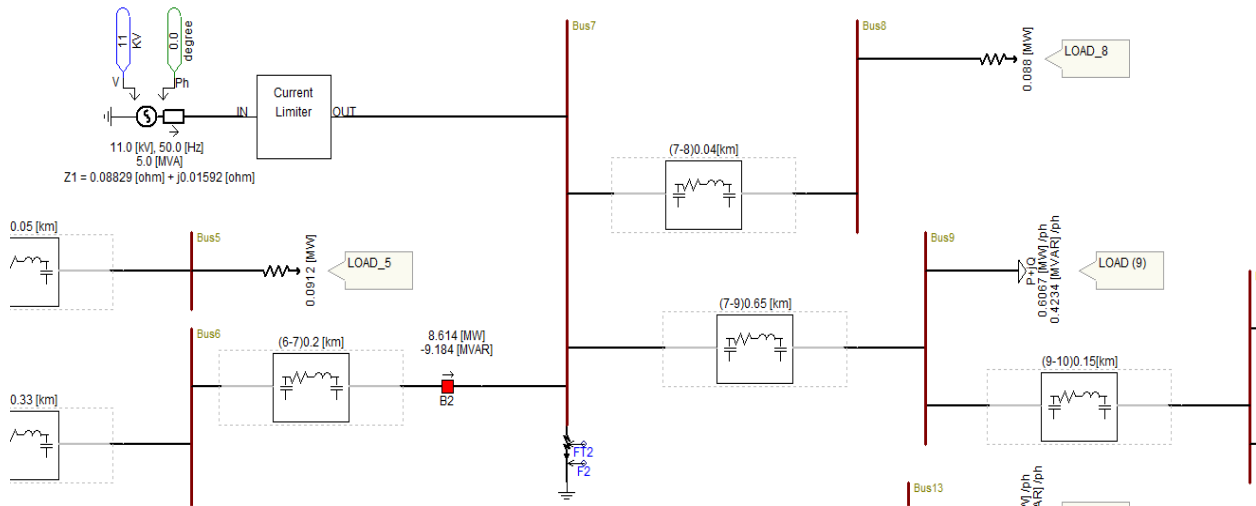 11
KV
0.0
degree
V
Ph
IN
Current
Limiter
OUT
11.0 [kV], 50.0 [Hz]
5.0 [MVA]
Z1 = 0.08829 [ohm] + j0.01592 [ohm]
Bus7
Bus8
0.088 [MW]
LOAD_8
(7-8)0.04[km]
0.05 [km]
Bus5
0.0912 [MW]
LOAD_5
Bus9
P+jQ
0.6067 [MW] /ph
0.4234 [MVAR] /ph
LOAD (9)
(7-9)0.65 [km]
Bus6
(6-7)0.2 [km]
8.614 [MW]
-9.184 [MVAR]
B2
0.33 [km]
(9-10)0.15[km]
FT2
F2
Bus13
/ph
/ph